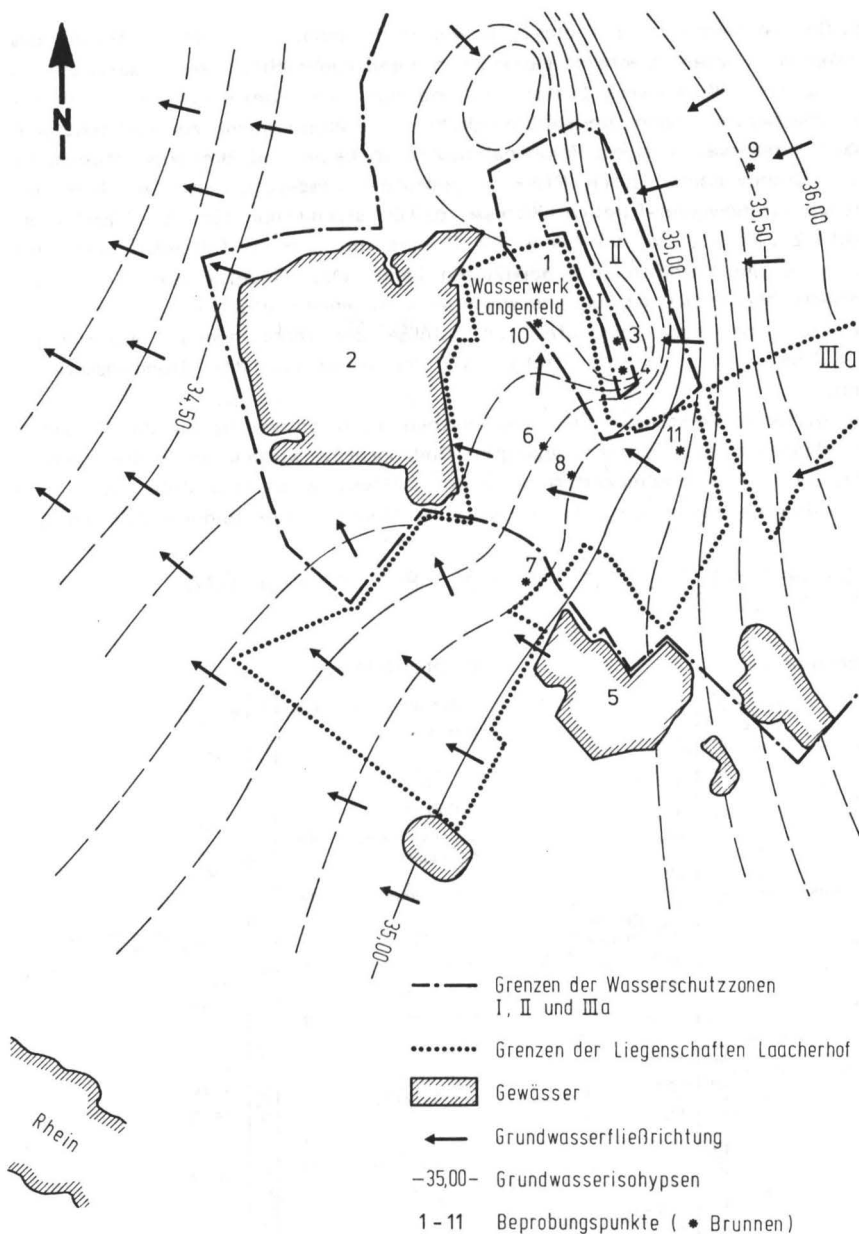 N
9
36,00
35,50
35,00
II
1
Wasserwerk
Langenfeld
I
10
3
4
2
III a
34,50
6
8
11
7
5
-35,00-
Grenzen der Wasserschutzzonen
I, II und IIIa
Grenzen der Liegenschaften Laacherhof
Gewässer
Grundwasserfließrichtung
-35,00- Grundwasserisohypsen
1 - 11 Beprobungspunkte ( * Brunnen )
Rhein